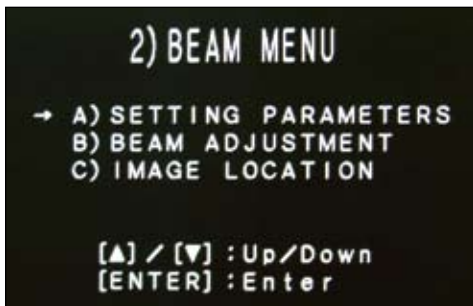 2) BEAM MENU
→ A) SETTING PARAMETERS
B) BEAM ADJUSTMENT
C) IMAGE LOCATION
[▲] / [▼] : Up/Down
[ENTER] : Enter